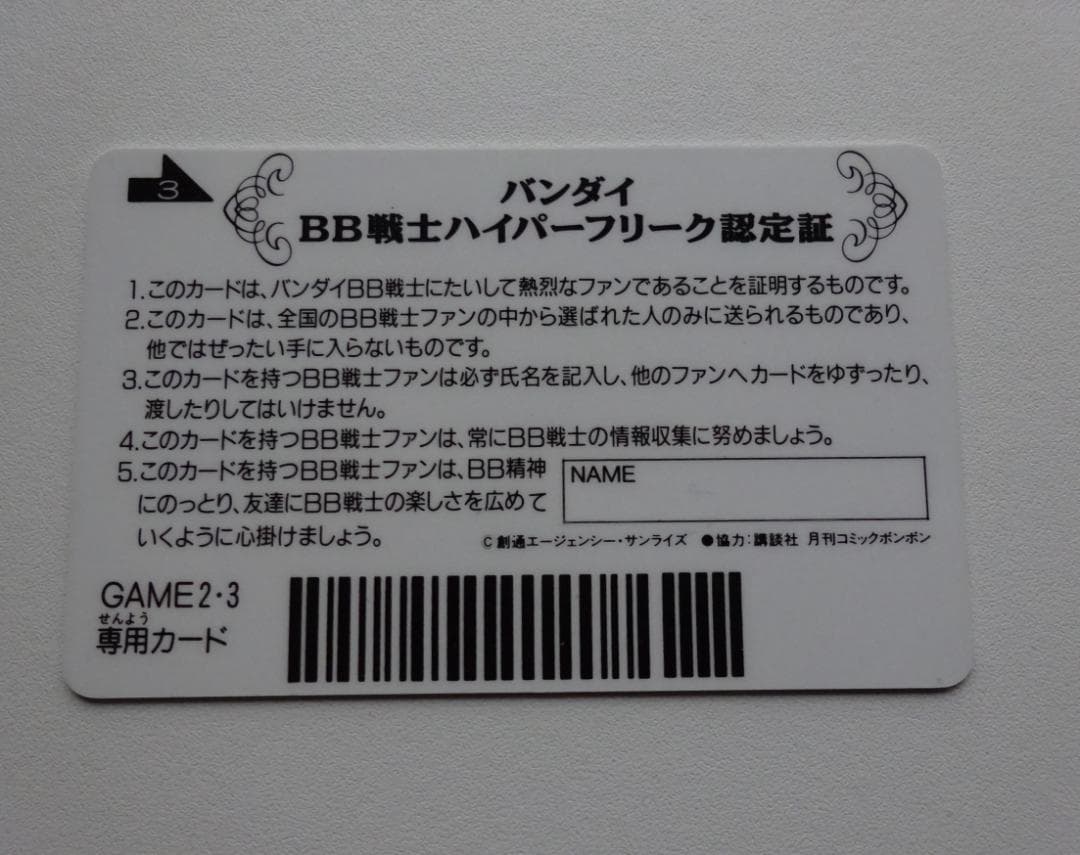 3
バンダイ
BB戦士ハイパーフリーク認定証
1.このカードは、バンダイBB戦士にたいして熱烈なファンであることを証明するものです。
2.このカードは、全国のBB戦士ファンの中から選ばれた人のみに送られるものであり、
他ではぜったい手に入らないものです。
3.このカードを持つBB戦士ファンは必ず氏名を記入し、他のファンへカードをゆずったり、
渡したりしてはいけません。
4.このカードを持つBB戦士ファンは、常にBB戦士の情報収集に努めましょう。
5.このカードを持つBB戦士ファンは、BB精神
にのっとり、友達にBB戦士の楽しさを広めて
いくように心掛けましょう。
NAME
C 創通エージェンシー・サンライズ ●協力：講談社 月刊コミックボンボン
GAME2・3
せんよう
専用カード